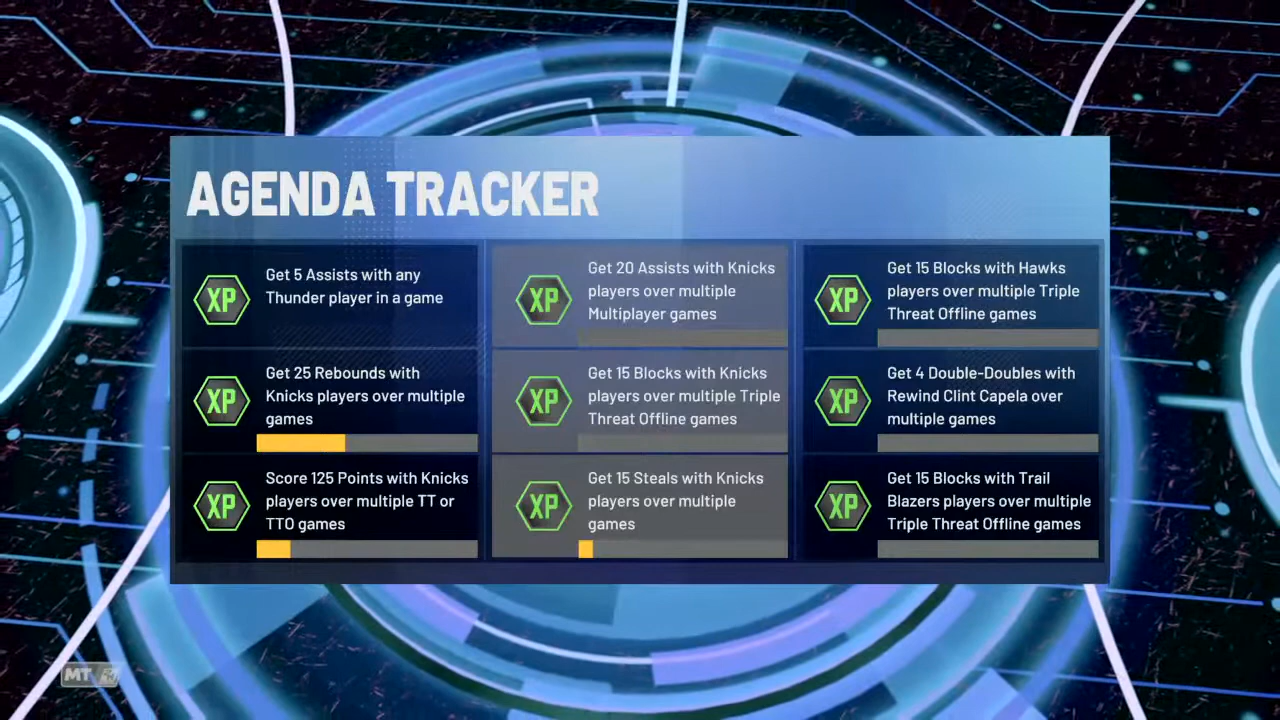 AGENDA TRACKER
XP
Get 5 Assists with any
Thunder player in a game
XP
Get 25 Rebounds with
Knicks players over multiple
games
XP
Score 125 Points with Knicks
players over multiple TT or
TTO games
XP
Get 20 Assists with Knicks
players over multiple
Multiplayer games
XP
Get 15 Blocks with Knicks
players over multiple Triple
Threat Offline games
XP
Get 15 Steals with Knicks
players over multiple
games
XP
Get 15 Blocks with Hawks
players over multiple Triple
Threat Offline games
XP
Get 4 Double-Doubles with
Rewind Clint Capela over
multiple games
XP
Get 15 Blocks with Trail
Blazers players over multiple
Triple Threat Offline games
MT